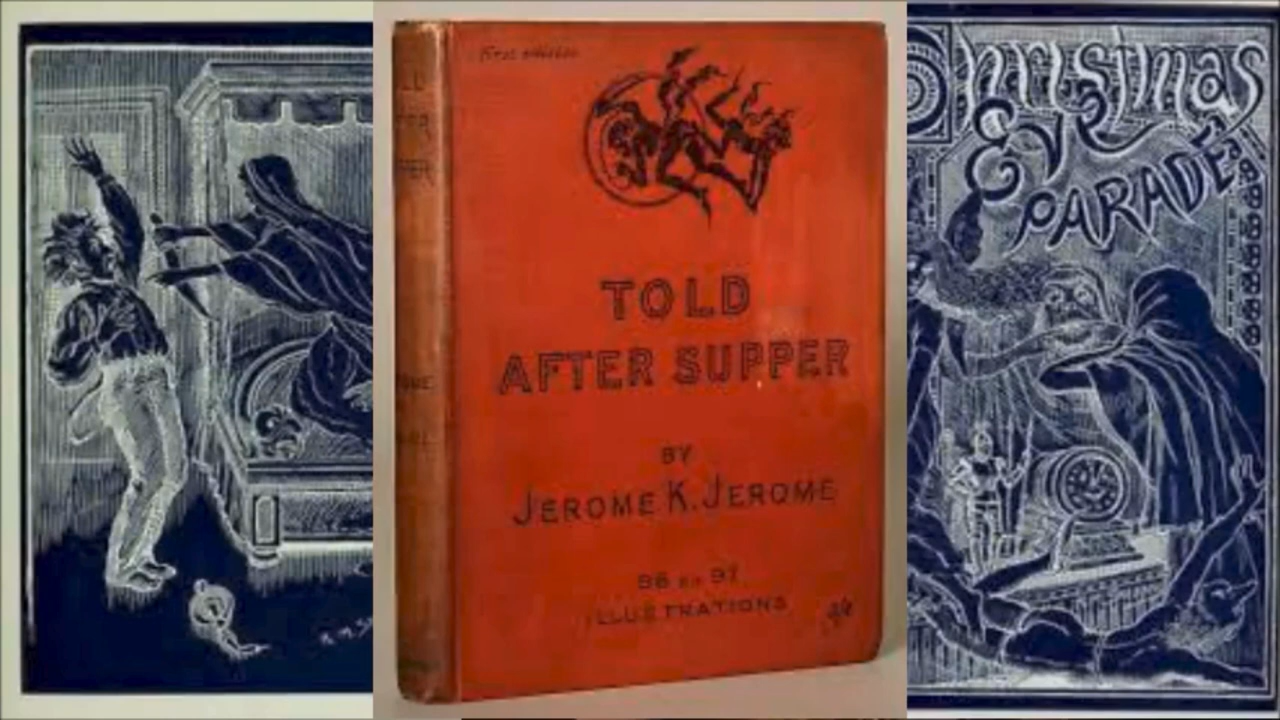 First edition
TOLD
AFTER SUPPER
BY
JEROME K. JEROME
96 or 97
ILLUSTRATIONS
Christmas
Eve
PARADE